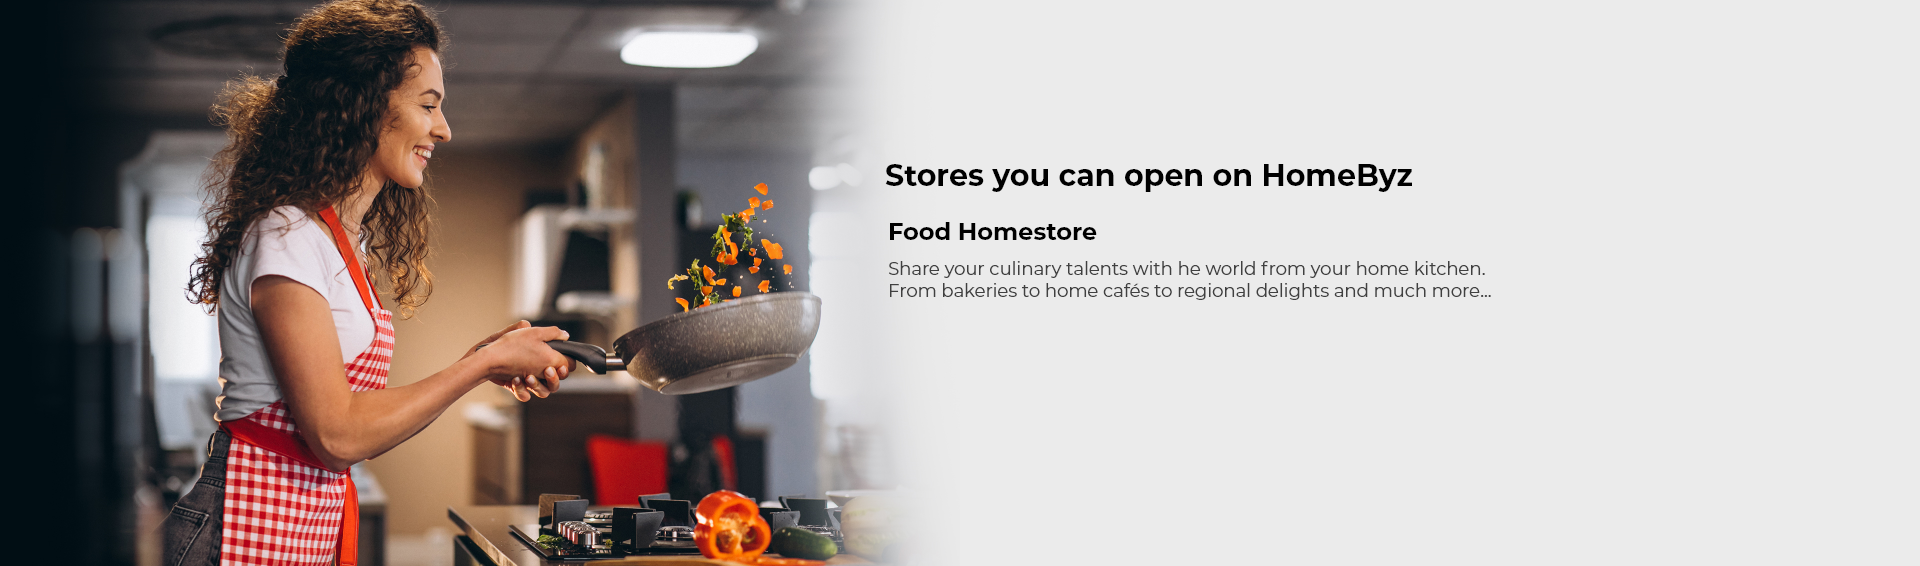 Stores you can open on HomeByz
Food Homestore
Share your culinary talents with he world from your home kitchen.
From bakeries to home cafés to regional delights and much more...